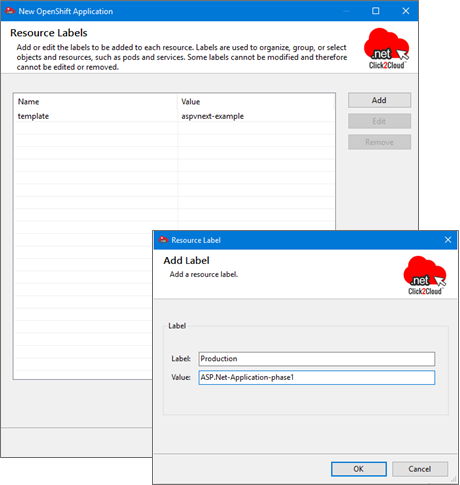 New OpenShift Application
Resource Labels
Add or edit the labels to be added to each resource. Labels are used to organize, group, or select
objects and resources, such as pods and services. Some labels cannot be modified and therefore
cannot be edited or removed.
.net
Click2Cloud
Name Value
template aspvnext-example
Add
Edit
Remove
Resource Label
Add Label
Add a resource label.
.net
Click2Cloud
Label
Label: Production
Value: ASP.Net-Application-phase1
OK Cancel